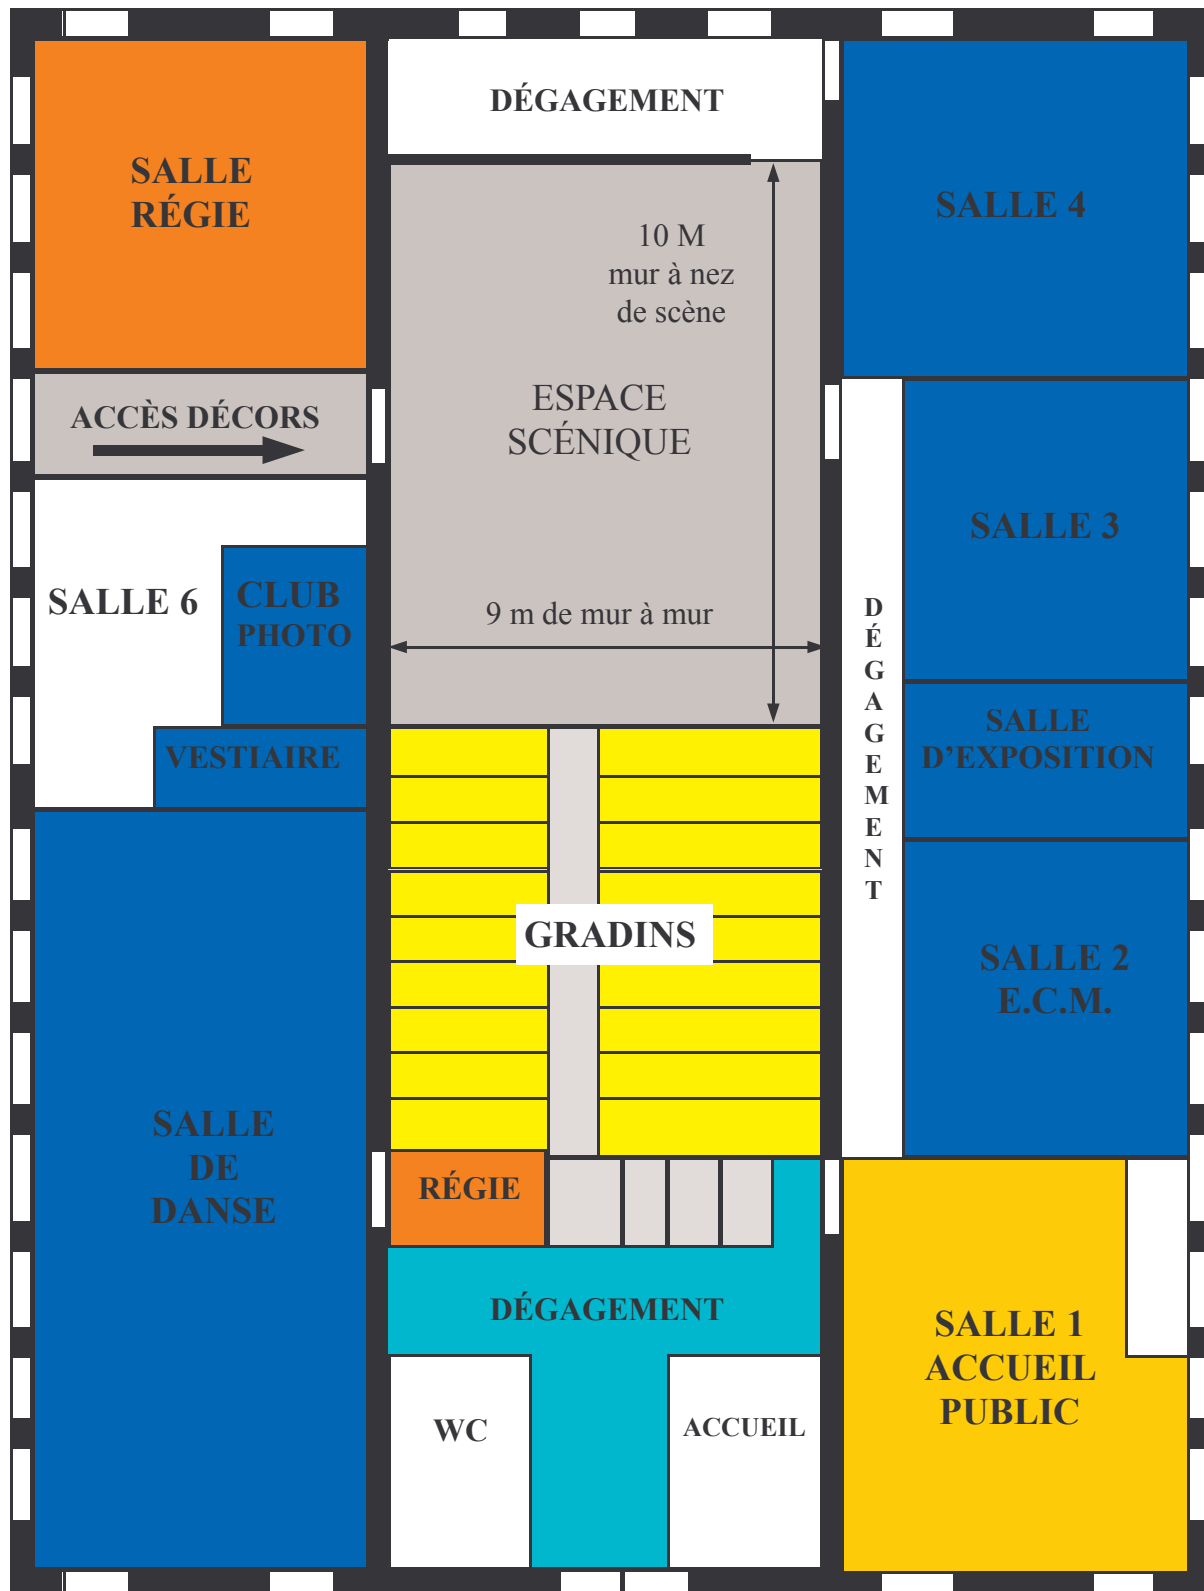 DÉGAGEMENT
SALLE
RÉGIE
SALLE 4
10 M
mur à nez
de scène
ACCÈS DÉCORS
ESPACE
SCÉNIQUE
SALLE 3
SALLE 6
CLUB
PHOTO
9 m de mur à mur
DÉGAGEMENT
SALLE
D’EXPOSITION
VESTIAIRE
GRADINS
SALLE 2
E.C.M.
SALLE
DE
DANSE
RÉGIE
DÉGAGEMENT
SALLE 1
ACCUEIL
PUBLIC
WC
ACCUEIL